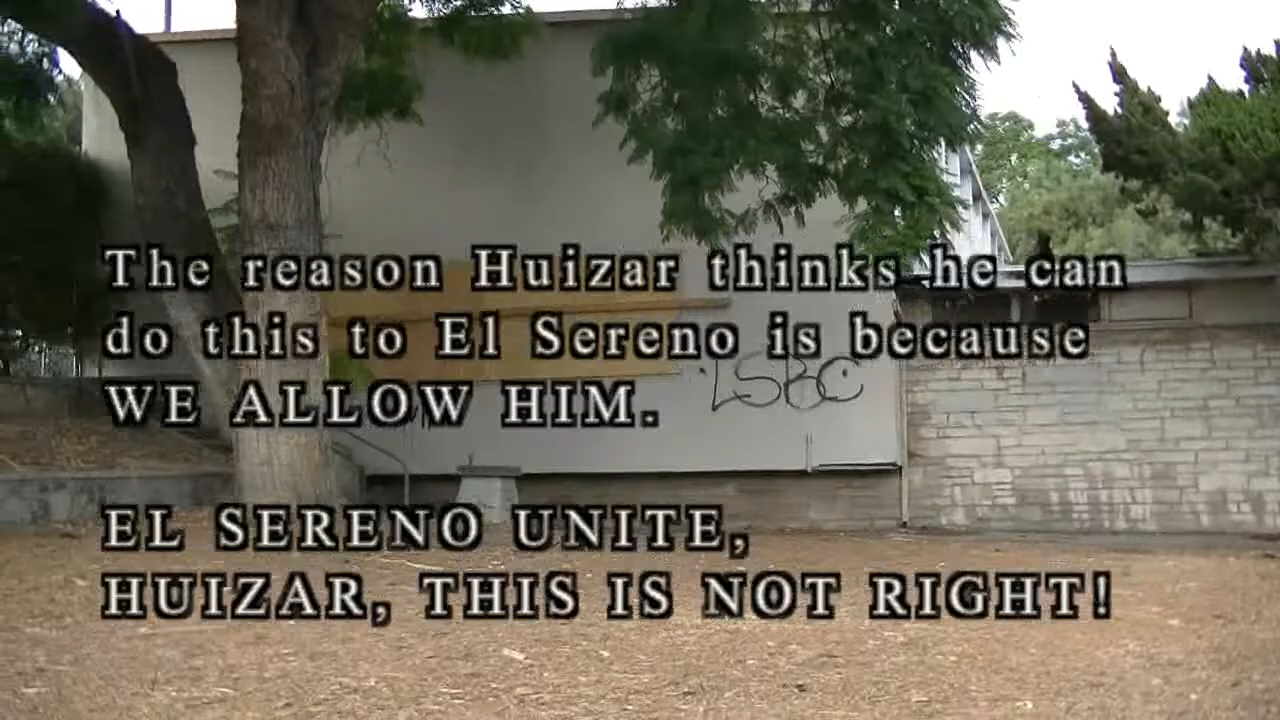 The reason Huizar thinks he can
do this to El Sereno is because
WE ALLOW HIM.
LSBC
EL SERENO UNITE,
HUIZAR, THIS IS NOT RIGHT!